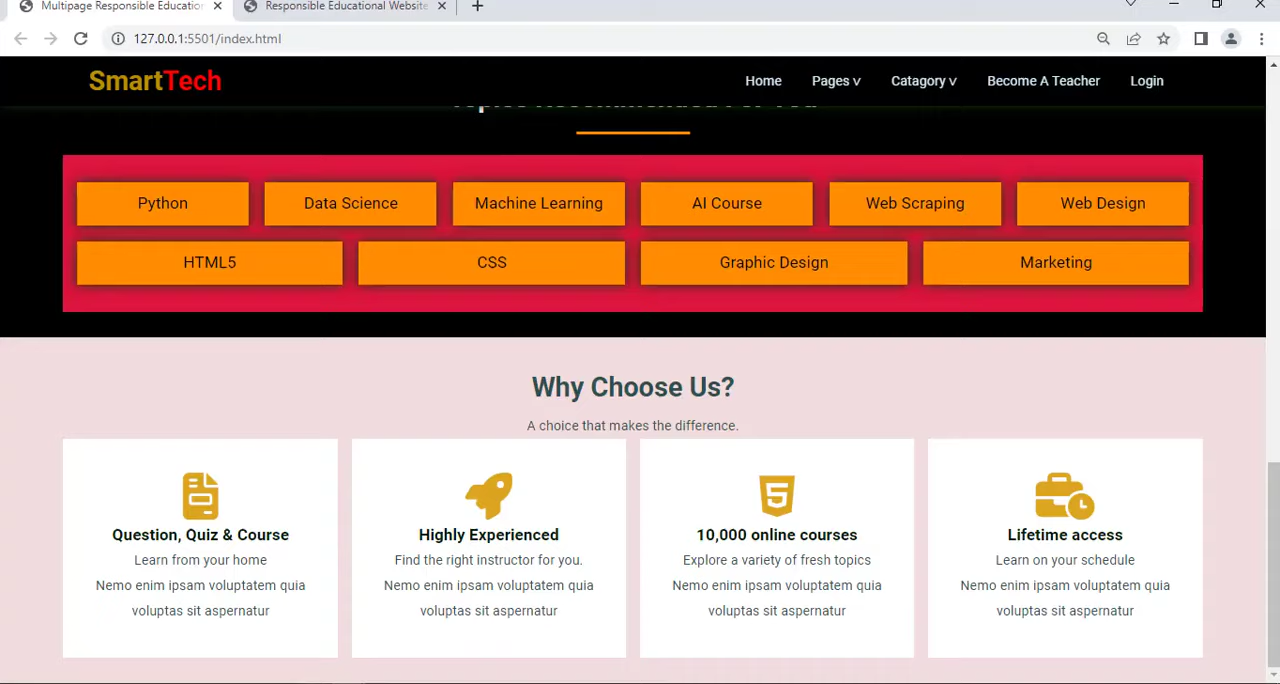 Multipage Responsible Education
Responsible Educational Website
127.0.0.1:5501/index.html
SmartTech
Home Pages v Catagory v Become A Teacher Login
Topics Recommended For You
Python Data Science Machine Learning AI Course Web Scraping Web Design
HTML5 CSS Graphic Design Marketing
Why Choose Us?
A choice that makes the difference.
5
Question, Quiz & Course
Learn from your home
Nemo enim ipsam voluptatem quia
voluptas sit aspernatur
Highly Experienced
Find the right instructor for you.
Nemo enim ipsam voluptatem quia
voluptas sit aspernatur
10,000 online courses
Explore a variety of fresh topics
Nemo enim ipsam voluptatem quia
voluptas sit aspernatur
Lifetime access
Learn on your schedule
Nemo enim ipsam voluptatem quia
voluptas sit aspernatur